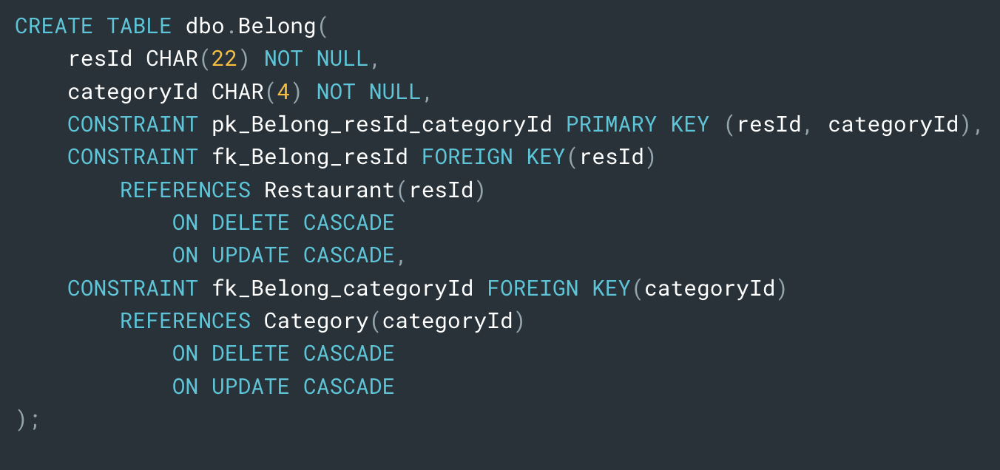 CREATE TABLE dbo.Belong(
    resId CHAR(22) NOT NULL,
    categoryId CHAR(4) NOT NULL,
    CONSTRAINT pk_Belong_resId_categoryId PRIMARY KEY (resId, categoryId),
    CONSTRAINT fk_Belong_resId FOREIGN KEY(resId)
        REFERENCES Restaurant(resId)
            ON DELETE CASCADE
            ON UPDATE CASCADE,
    CONSTRAINT fk_Belong_categoryId FOREIGN KEY(categoryId)
        REFERENCES Category(categoryId)
            ON DELETE CASCADE
            ON UPDATE CASCADE
);